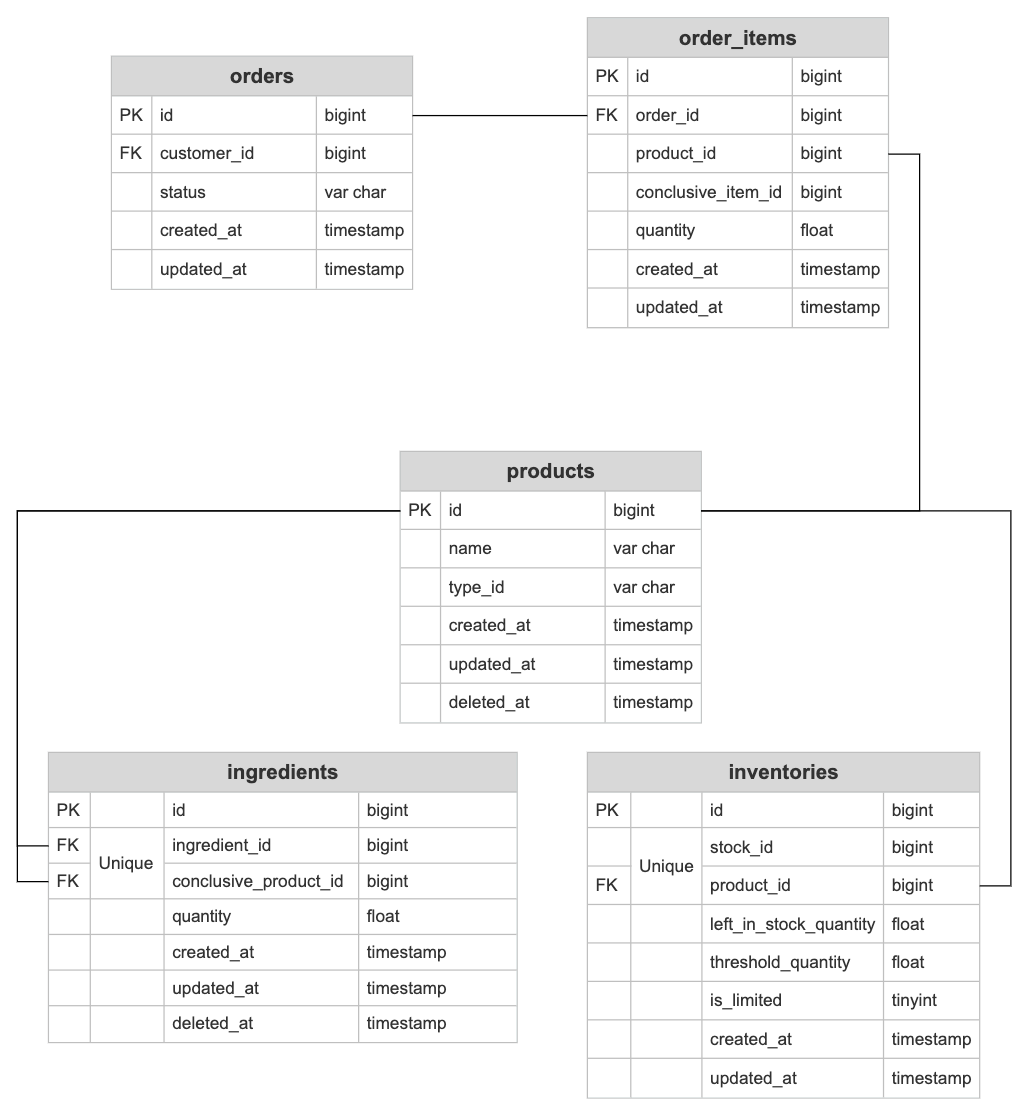 orders
PK id bigint
FK customer_id bigint
status var char
created_at timestamp
updated_at timestamp
order_items
PK id bigint
FK order_id bigint
product_id bigint
conclusive_item_id bigint
quantity float
created_at timestamp
updated_at timestamp
products
PK id bigint
name var char
type_id var char
created_at timestamp
updated_at timestamp
deleted_at timestamp
ingredients
PK id bigint
FK ingredient_id bigint
Unique
FK conclusive_product_id bigint
quantity float
created_at timestamp
updated_at timestamp
deleted_at timestamp
inventories
PK id bigint
stock_id bigint
Unique
FK product_id bigint
left_in_stock_quantity float
threshold_quantity float
is_limited tinyint
created_at timestamp
updated_at timestamp